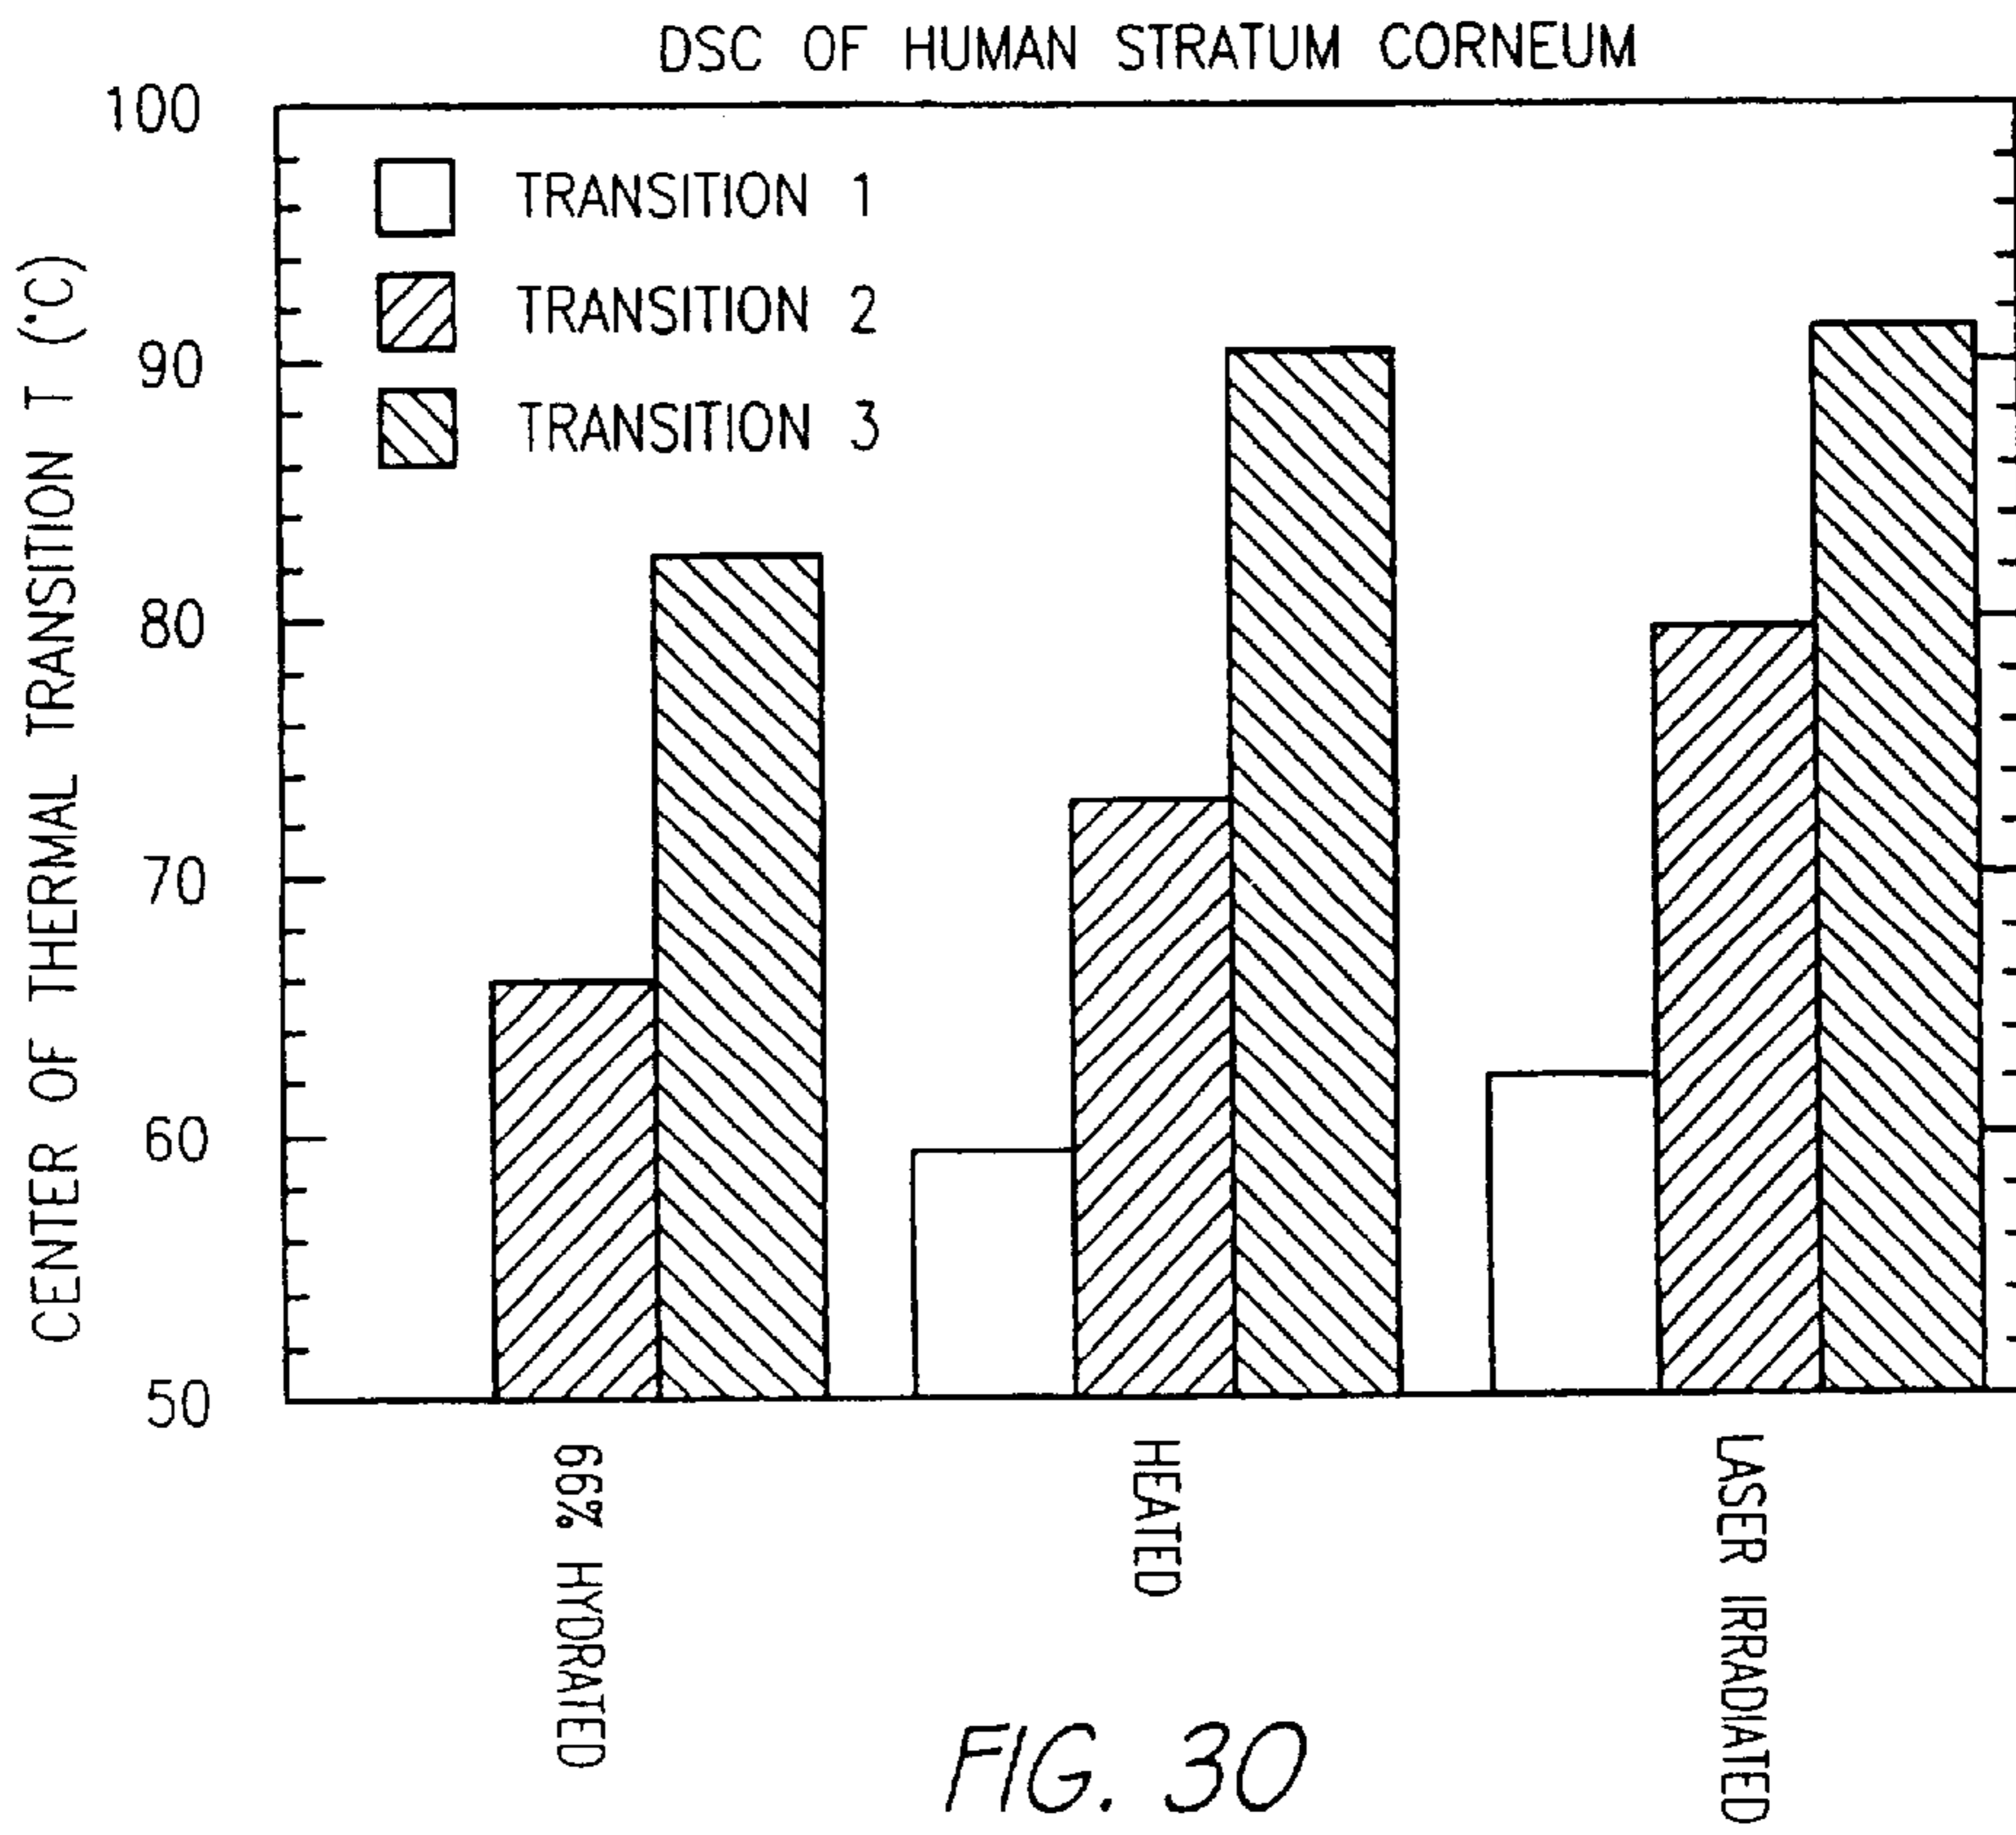 DSC OF HUMAN STRATUM CORNEUM
CENTER OF THERMAL TRANSITION T (°C)
100
90
80
70
60
50
TRANSITION 1
TRANSITION 2
TRANSITION 3
66% HYDRATED
HEATED
LASER IRRADIATED
FIG. 30